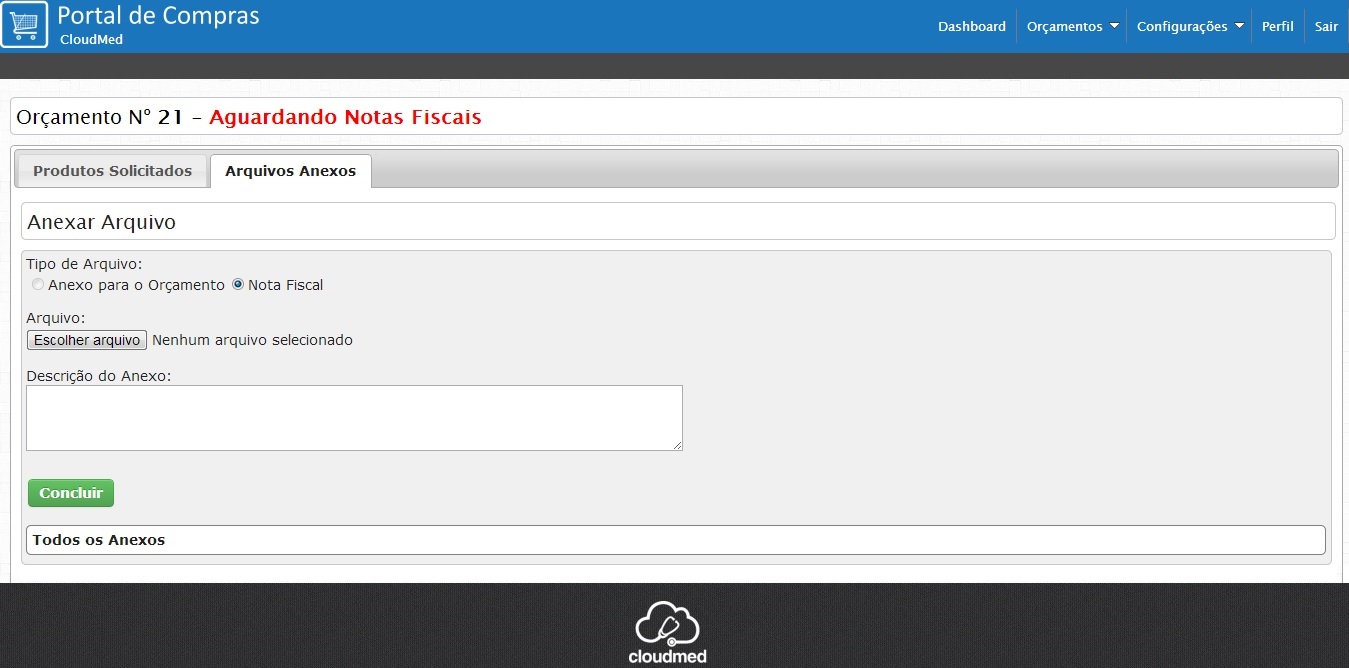 Portal de Compras
CloudMed
Dashboard Orçamentos Configurações Perfil Sair
Orçamento N° 21 - Aguardando Notas Fiscais
Produtos Solicitados Arquivos Anexos
Anexar Arquivo
Tipo de Arquivo:
Anexo para o Orçamento Nota Fiscal
Arquivo:
Escolher arquivo Nenhum arquivo selecionado
Descrição do Anexo:
Concluir
Todos os Anexos
cloudmed